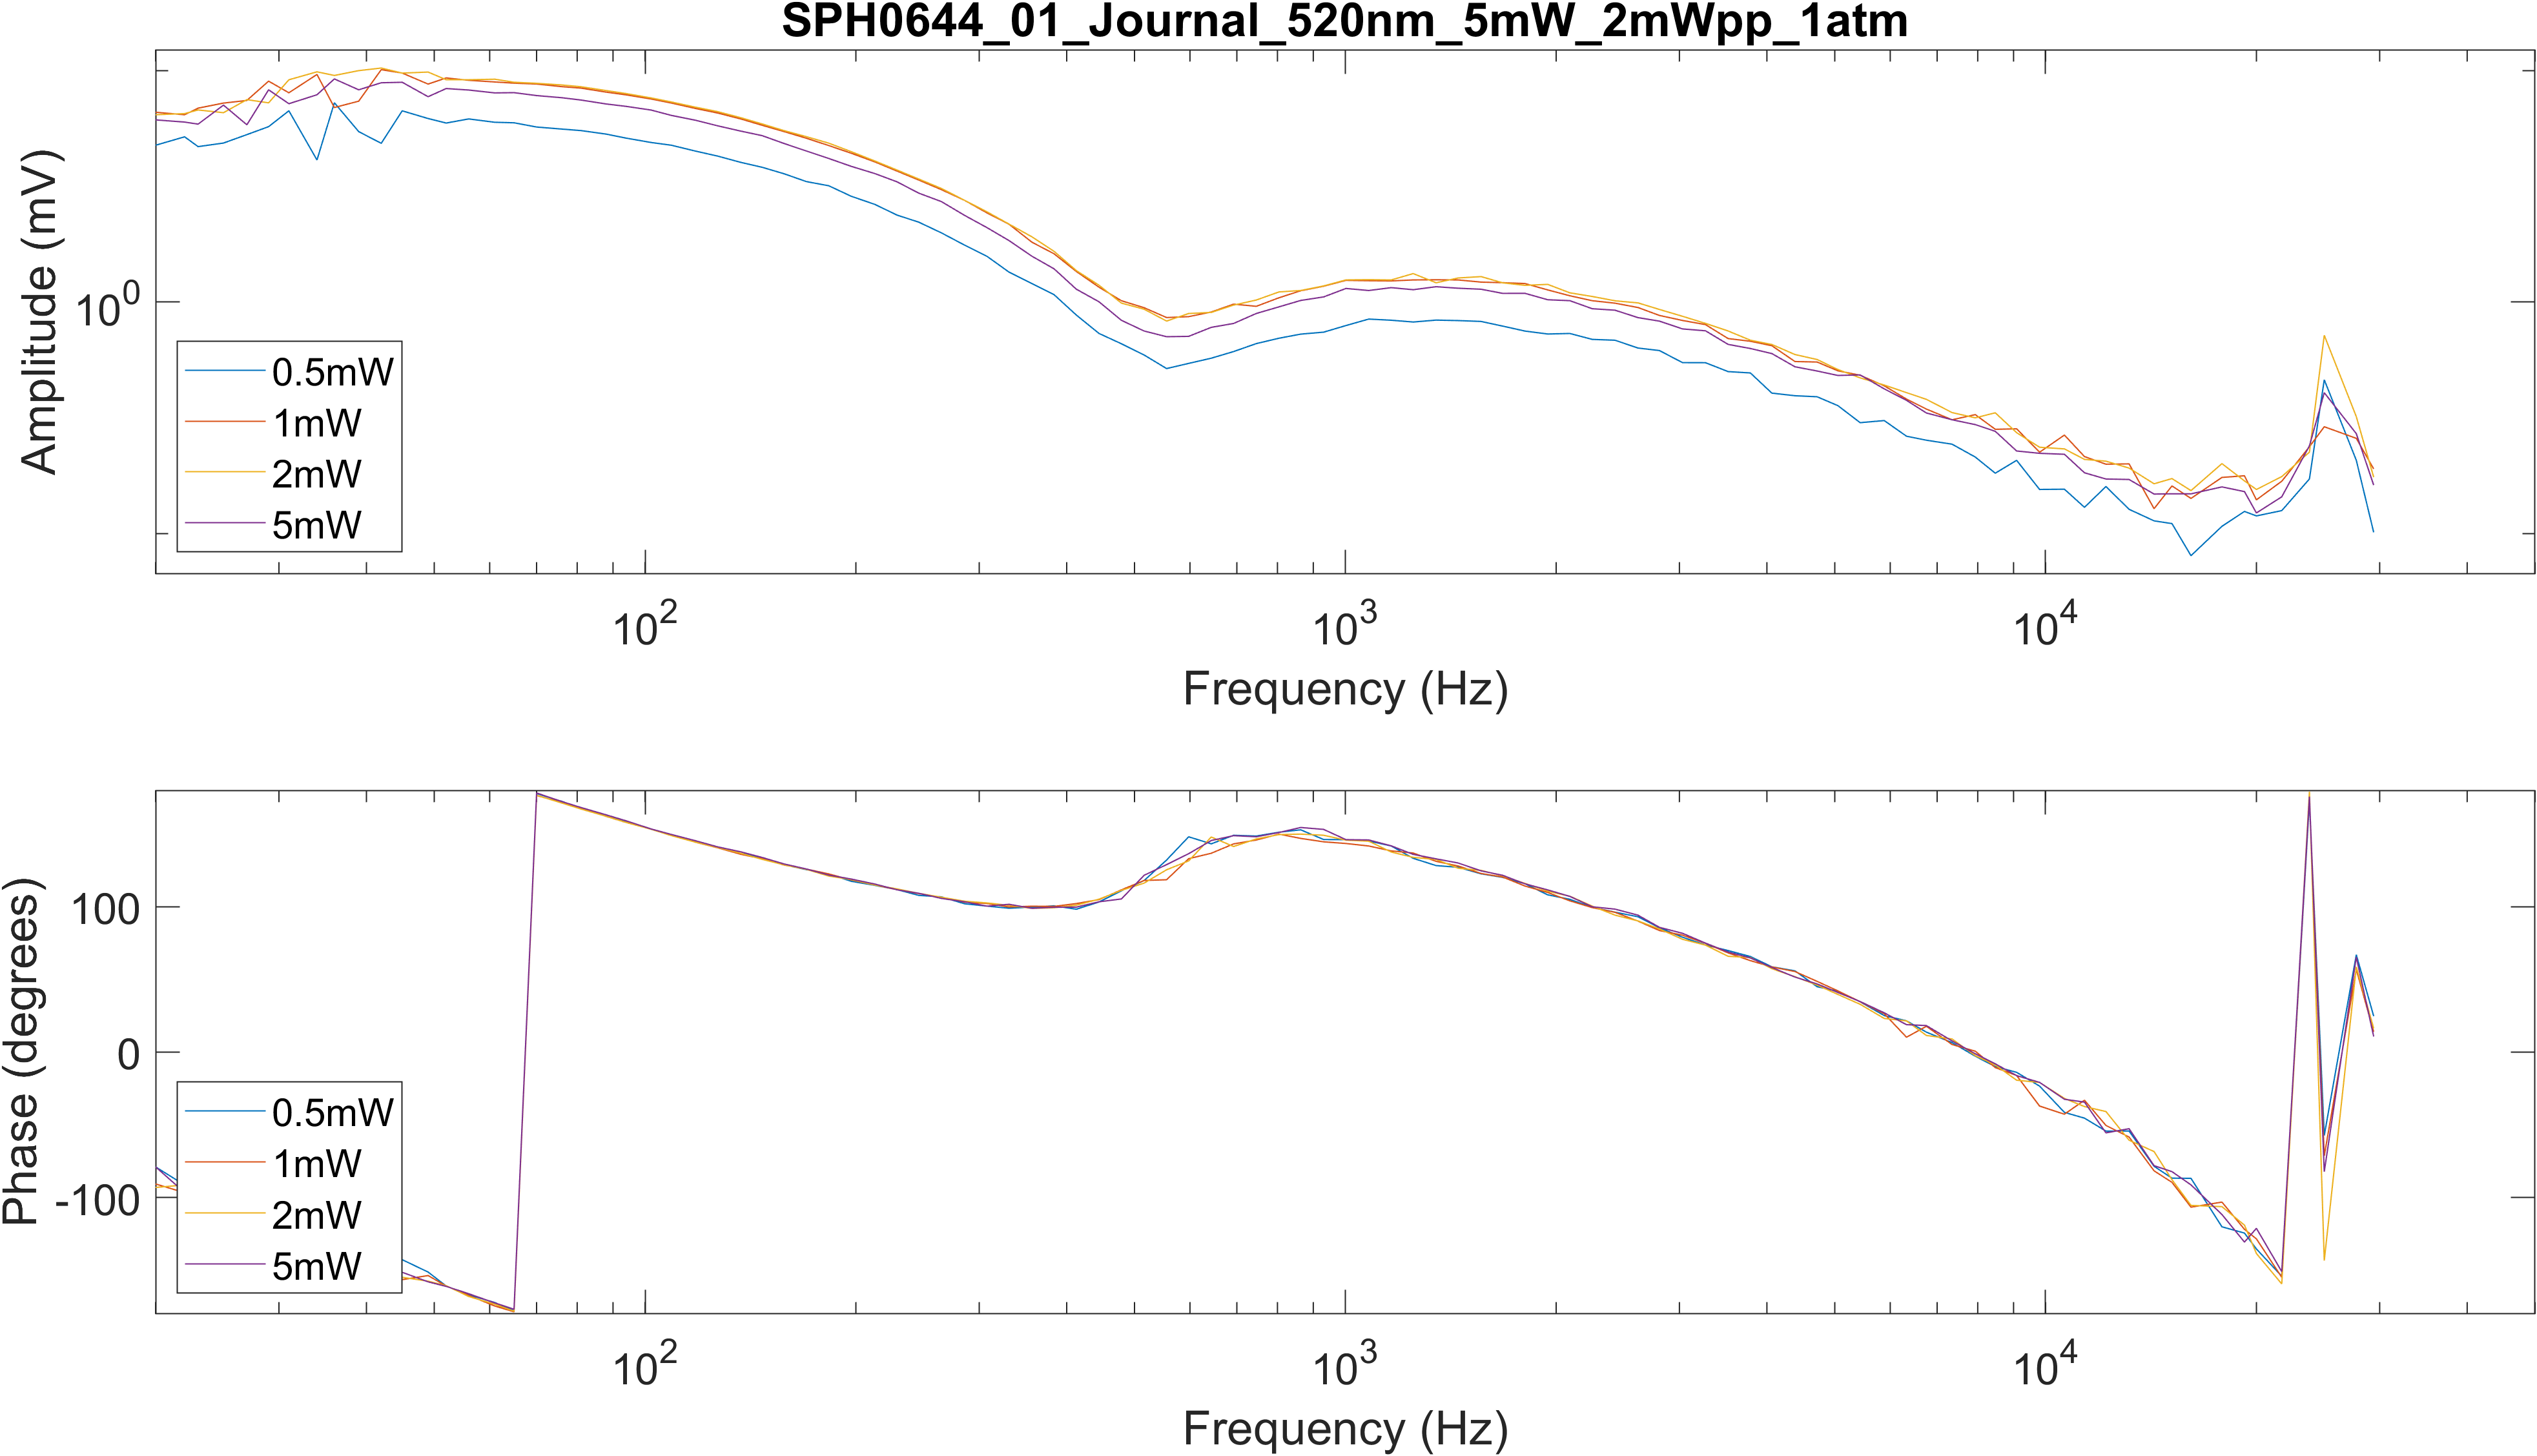 SPH0644_01_Journal_520nm_5mW_2mWpp_1atm
Amplitude (mV)
10^0
0.5mW
1mW
2mW
5mW
10^2
10^3
10^4
Frequency (Hz)
Phase (degrees)
100
0
-100
0.5mW
1mW
2mW
5mW
10^2
10^3
10^4
Frequency (Hz)